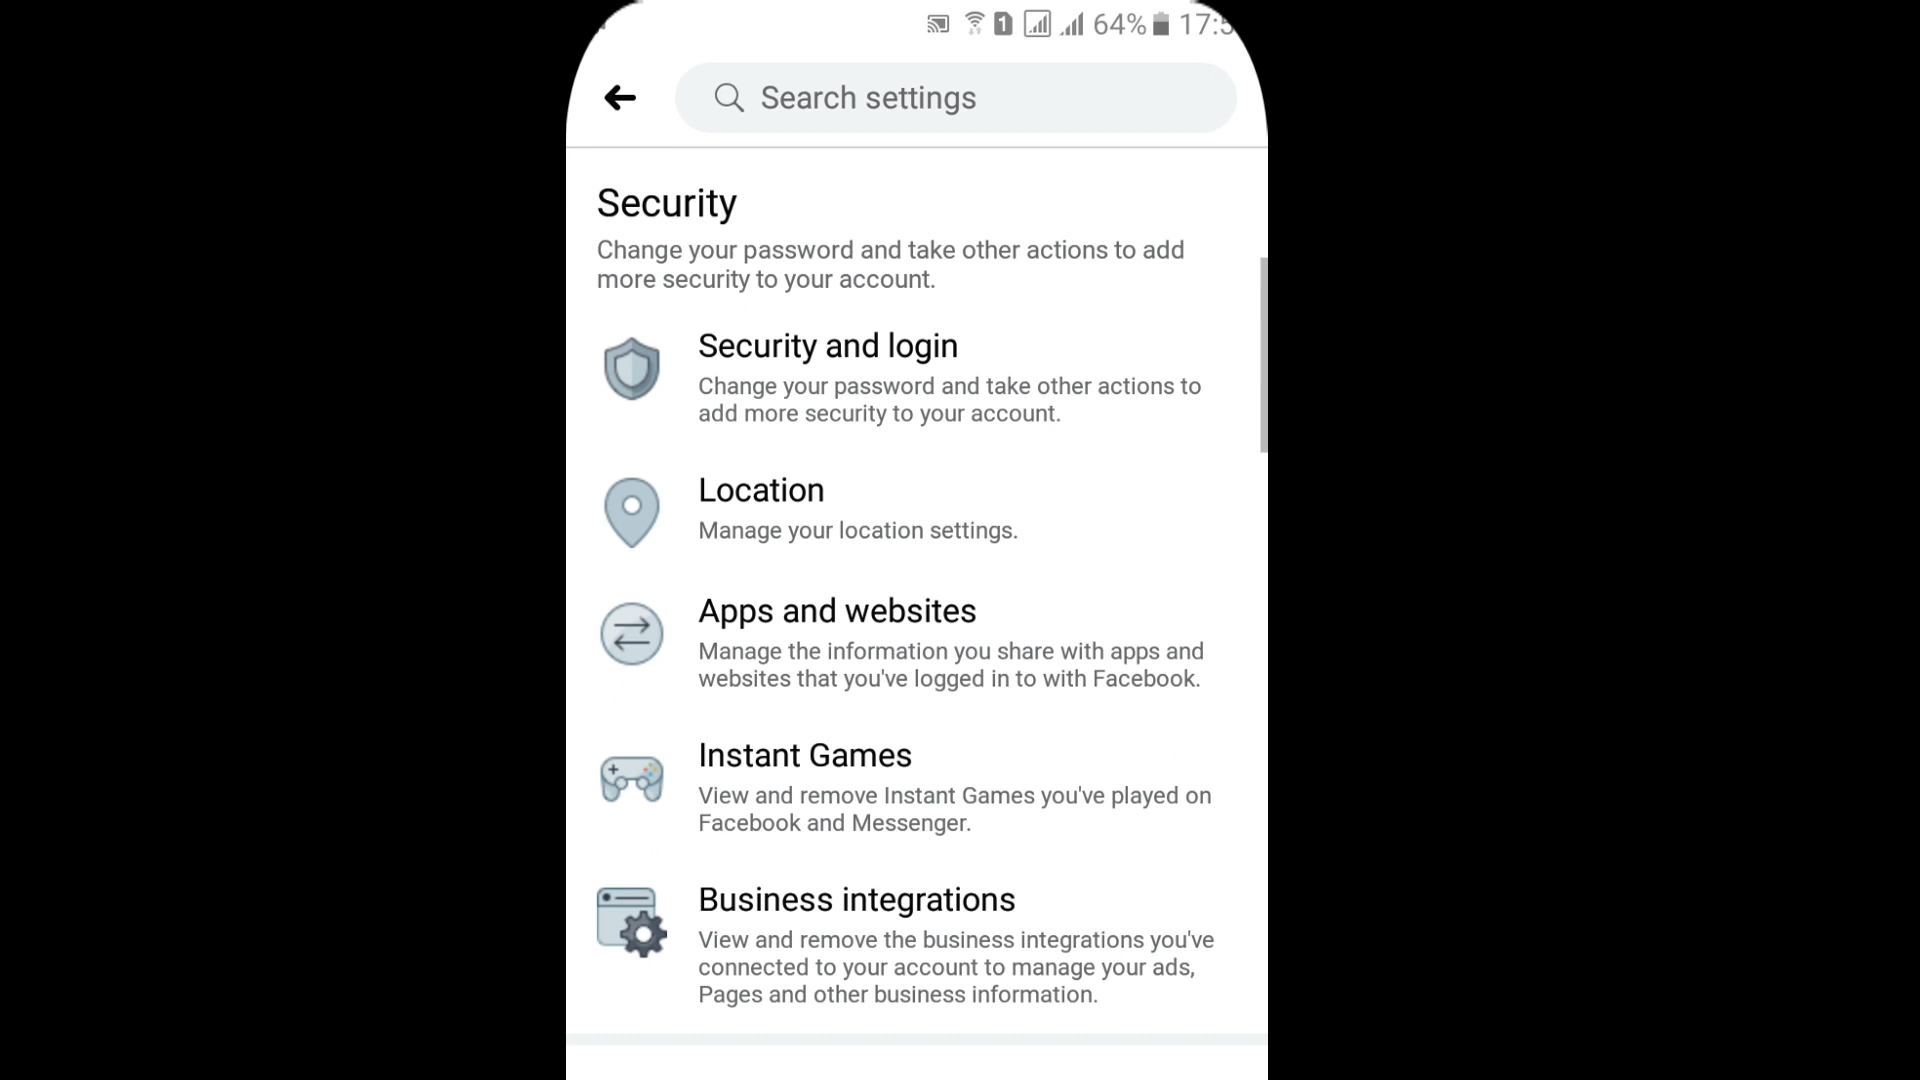 1 64% 17:5
Search settings
Security
Change your password and take other actions to add
more security to your account.
Security and login
Change your password and take other actions to
add more security to your account.
Location
Manage your location settings.
Apps and websites
Manage the information you share with apps and
websites that you've logged in to with Facebook.
Instant Games
View and remove Instant Games you've played on
Facebook and Messenger.
Business integrations
View and remove the business integrations you've
connected to your account to manage your ads,
Pages and other business information.